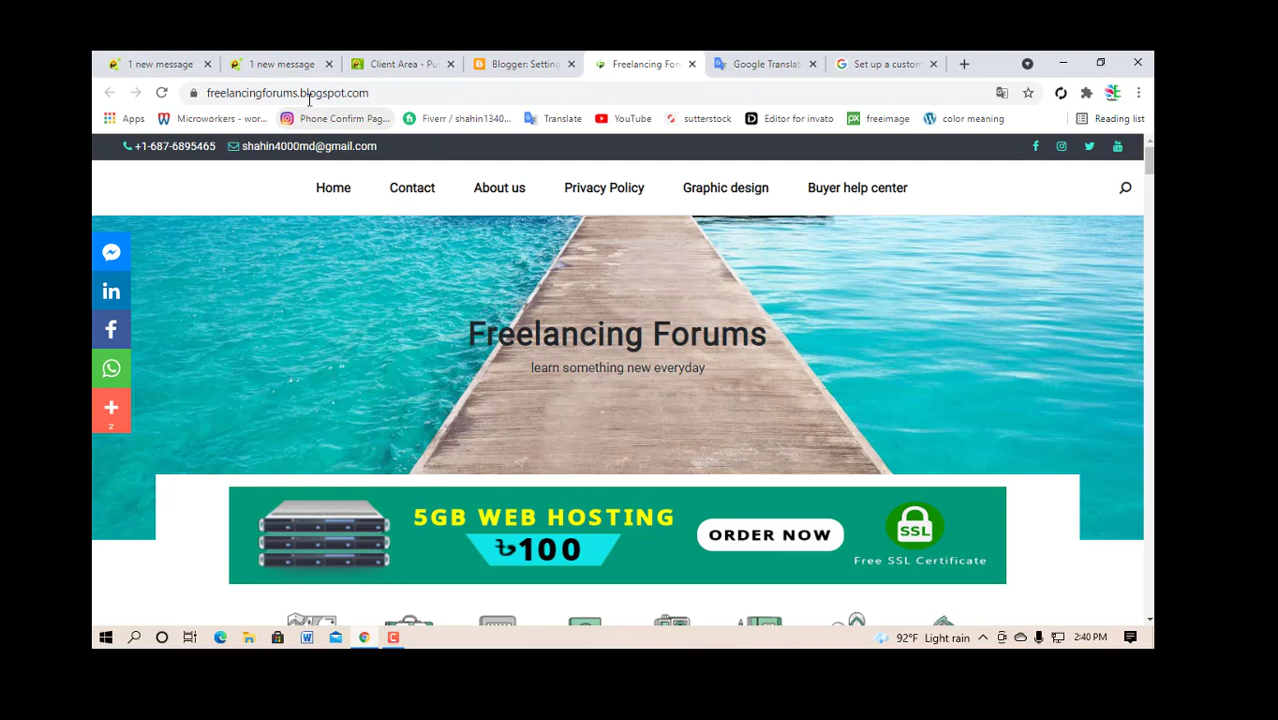 1 new message
1 new message
Client Area - Pu
Blogger: Setting
Freelancing For
Google Translat
Set up a custom
freelancingforums.blogspot.com
Apps
Microworkers - wor...
Phone Confirm Pag...
Fiverr / shahin1340...
Translate
YouTube
sutterstock
Editor for invato
freeimage
color meaning
Reading list
+1-687-6895465
shahin4000md@gmail.com
Home
Contact
About us
Privacy Policy
Graphic design
Buyer help center
Freelancing Forums
learn something new everyday
2
5GB WEB HOSTING
৳100
ORDER NOW
SSL
Free SSL Certificate
92°F Light rain
2:40 PM